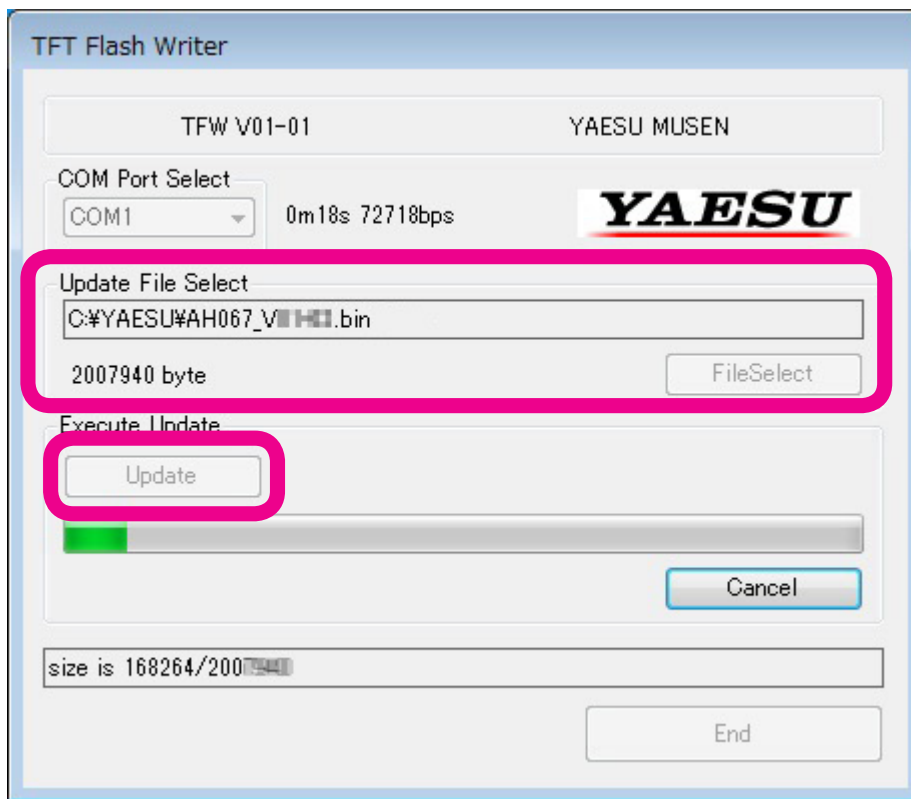 TFT Flash Writer
TFW V01-01 YAESU MUSEN
COM Port Select
COM1 0m18s 72718bps YAESU
Update File Select
C:¥YAESU¥AH067_V .bin
2007940 byte FileSelect
Execute Update
Update
Cancel
size is 168264/200
End